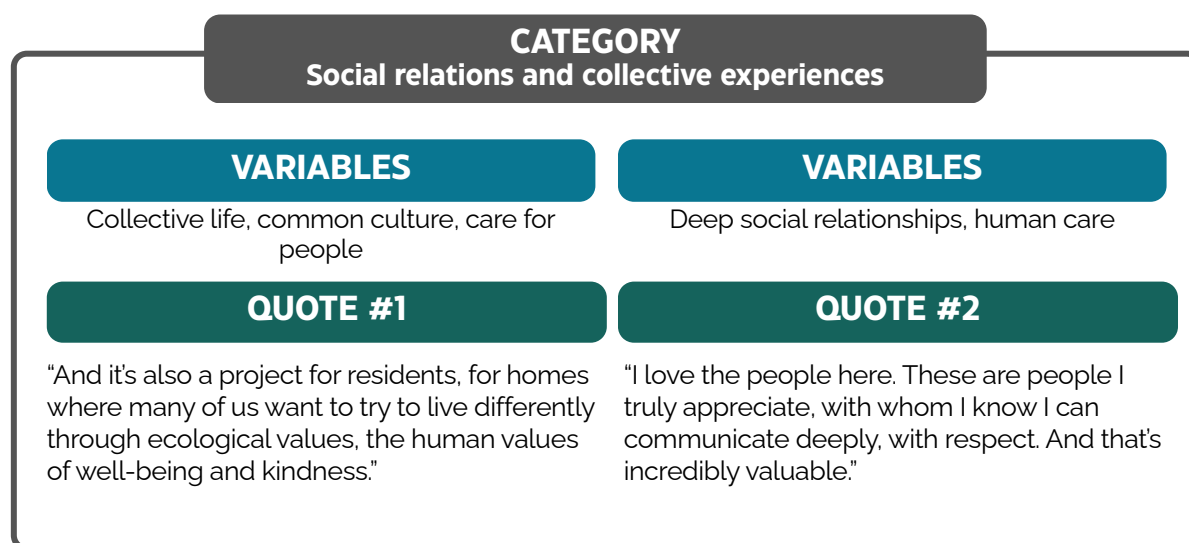 CATEGORY
Social relations and collective experiences
VARIABLES
Collective life, common culture, care for
people
QUOTE #1
“And it’s also a project for residents, for homes
where many of us want to try to live differently
through ecological values, the human values
of well-being and kindness.”
VARIABLES
Deep social relationships, human care
QUOTE #2
“I love the people here. These are people I
truly appreciate, with whom I know I can
communicate deeply, with respect. And that’s
incredibly valuable.”